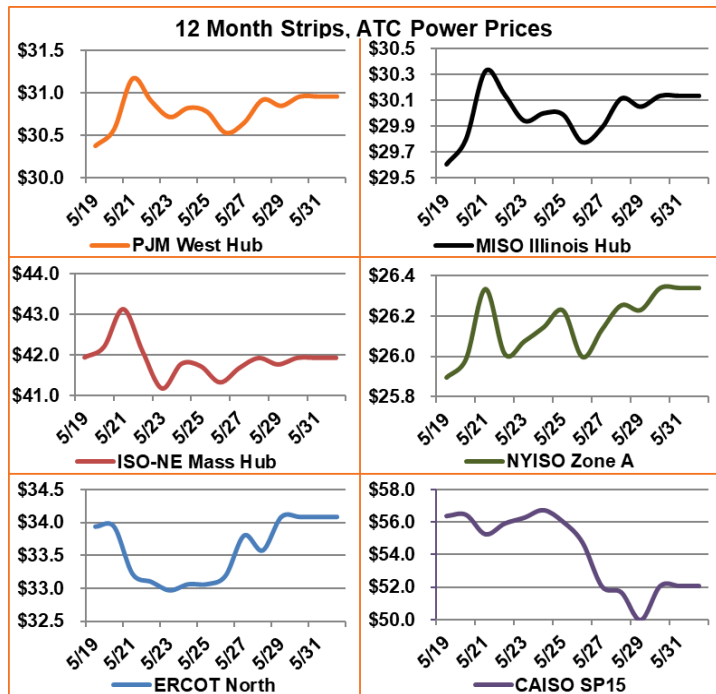 12 Month Strips, ATC Power Prices
$31.5
$31.0
$30.5
$30.0
5/19 5/21 5/23 5/25 5/27 5/29 5/31
PJM West Hub
$30.5
$30.3
$30.1
$29.9
$29.7
$29.5
5/19 5/21 5/23 5/25 5/27 5/29 5/31
MISO Illinois Hub
$44.0
$43.0
$42.0
$41.0
5/19 5/21 5/23 5/25 5/27 5/29 5/31
ISO-NE Mass Hub
$26.4
$26.2
$26.0
$25.8
5/19 5/21 5/23 5/25 5/27 5/29 5/31
NYISO Zone A
$34.5
$34.0
$33.5
$33.0
$32.5
5/19 5/21 5/23 5/25 5/27 5/29 5/31
ERCOT North
$58.0
$56.0
$54.0
$52.0
$50.0
5/19 5/21 5/23 5/25 5/27 5/29 5/31
CAISO SP15